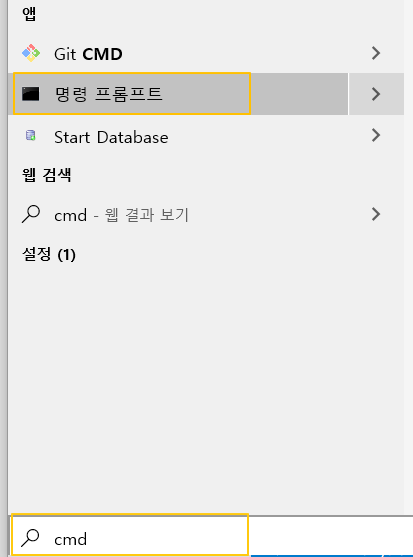 앱
Git CMD
명령 프롬프트
Start Database
웹 검색
cmd - 웹 결과 보기
설정 (1)
cmd